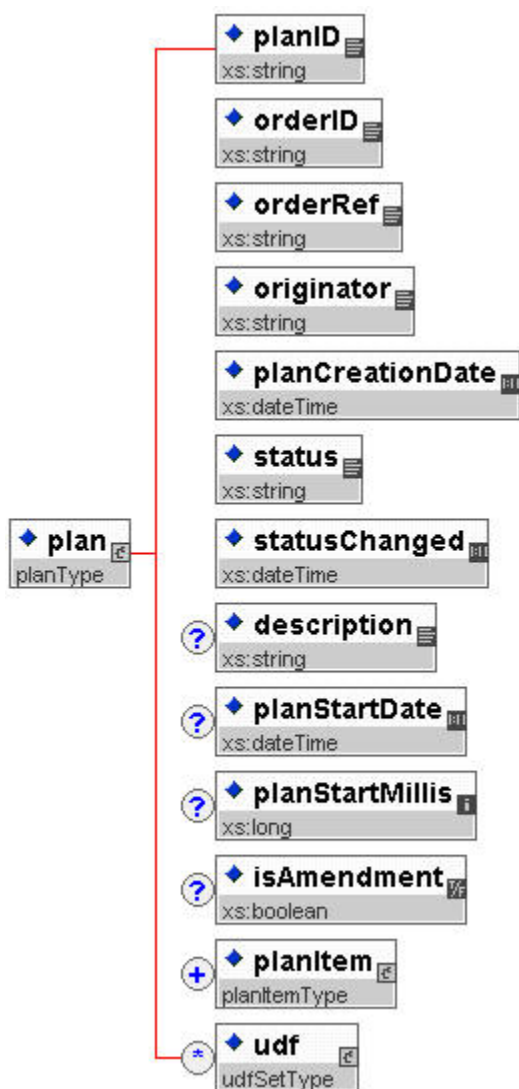 planID
xs:string
orderID
xs:string
orderRef
xs:string
originator
xs:string
planCreationDate
xs:dateTime
status
xs:string
plan
planType
statusChanged
xs:dateTime
?
description
xs:string
?
planStartDate
xs:dateTime
?
planStartMillis
xs:long
?
isAmendment
xs:boolean
+
planItem
planItemType
*
udf
udfSetType